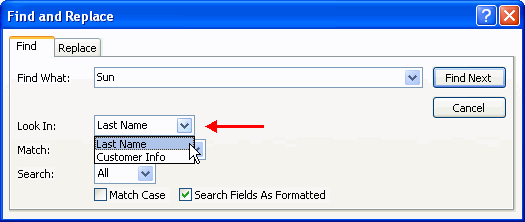 Find and Replace
Find Replace
Find What: Sun Find Next
Cancel
Look In: Last Name
Last Name
Match:
Customer Info
Search: All
Match Case Search Fields As Formatted